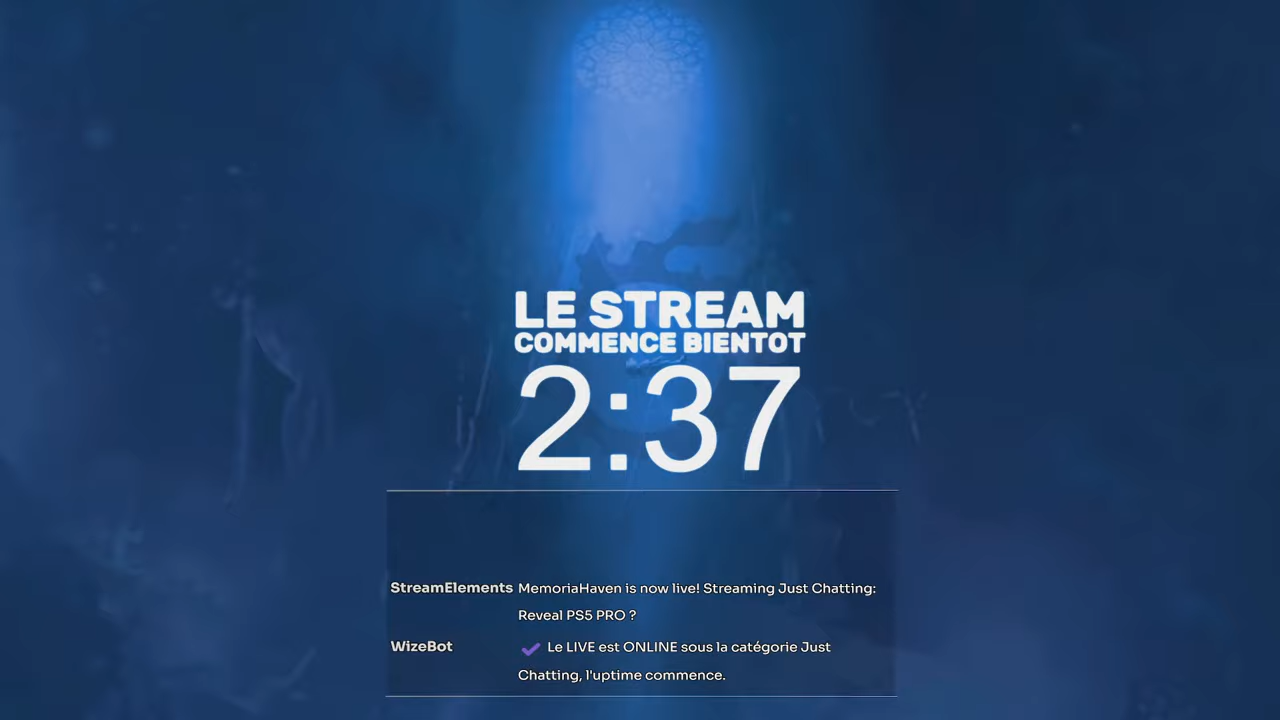 LE STREAM
COMMENCE BIENTOT
2:37
StreamElements MemoriaHaven is now live! Streaming Just Chatting:
Reveal PS5 PRO ?
WizeBot Le LIVE est ONLINE sous la catégorie Just
Chatting, l'uptime commence.